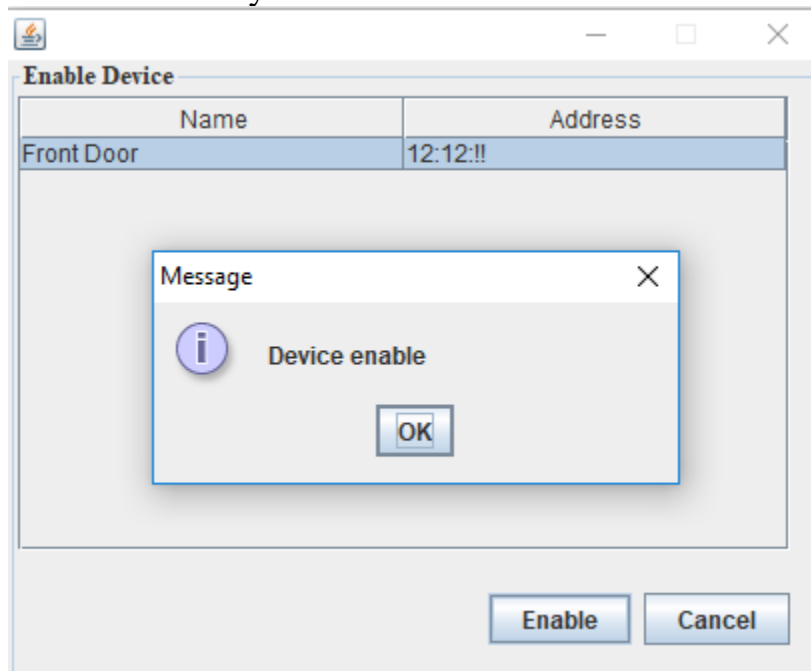 Enable Device
Name Address
Front Door 12:12:!!
Message
Device enable
OK
Enable Cancel